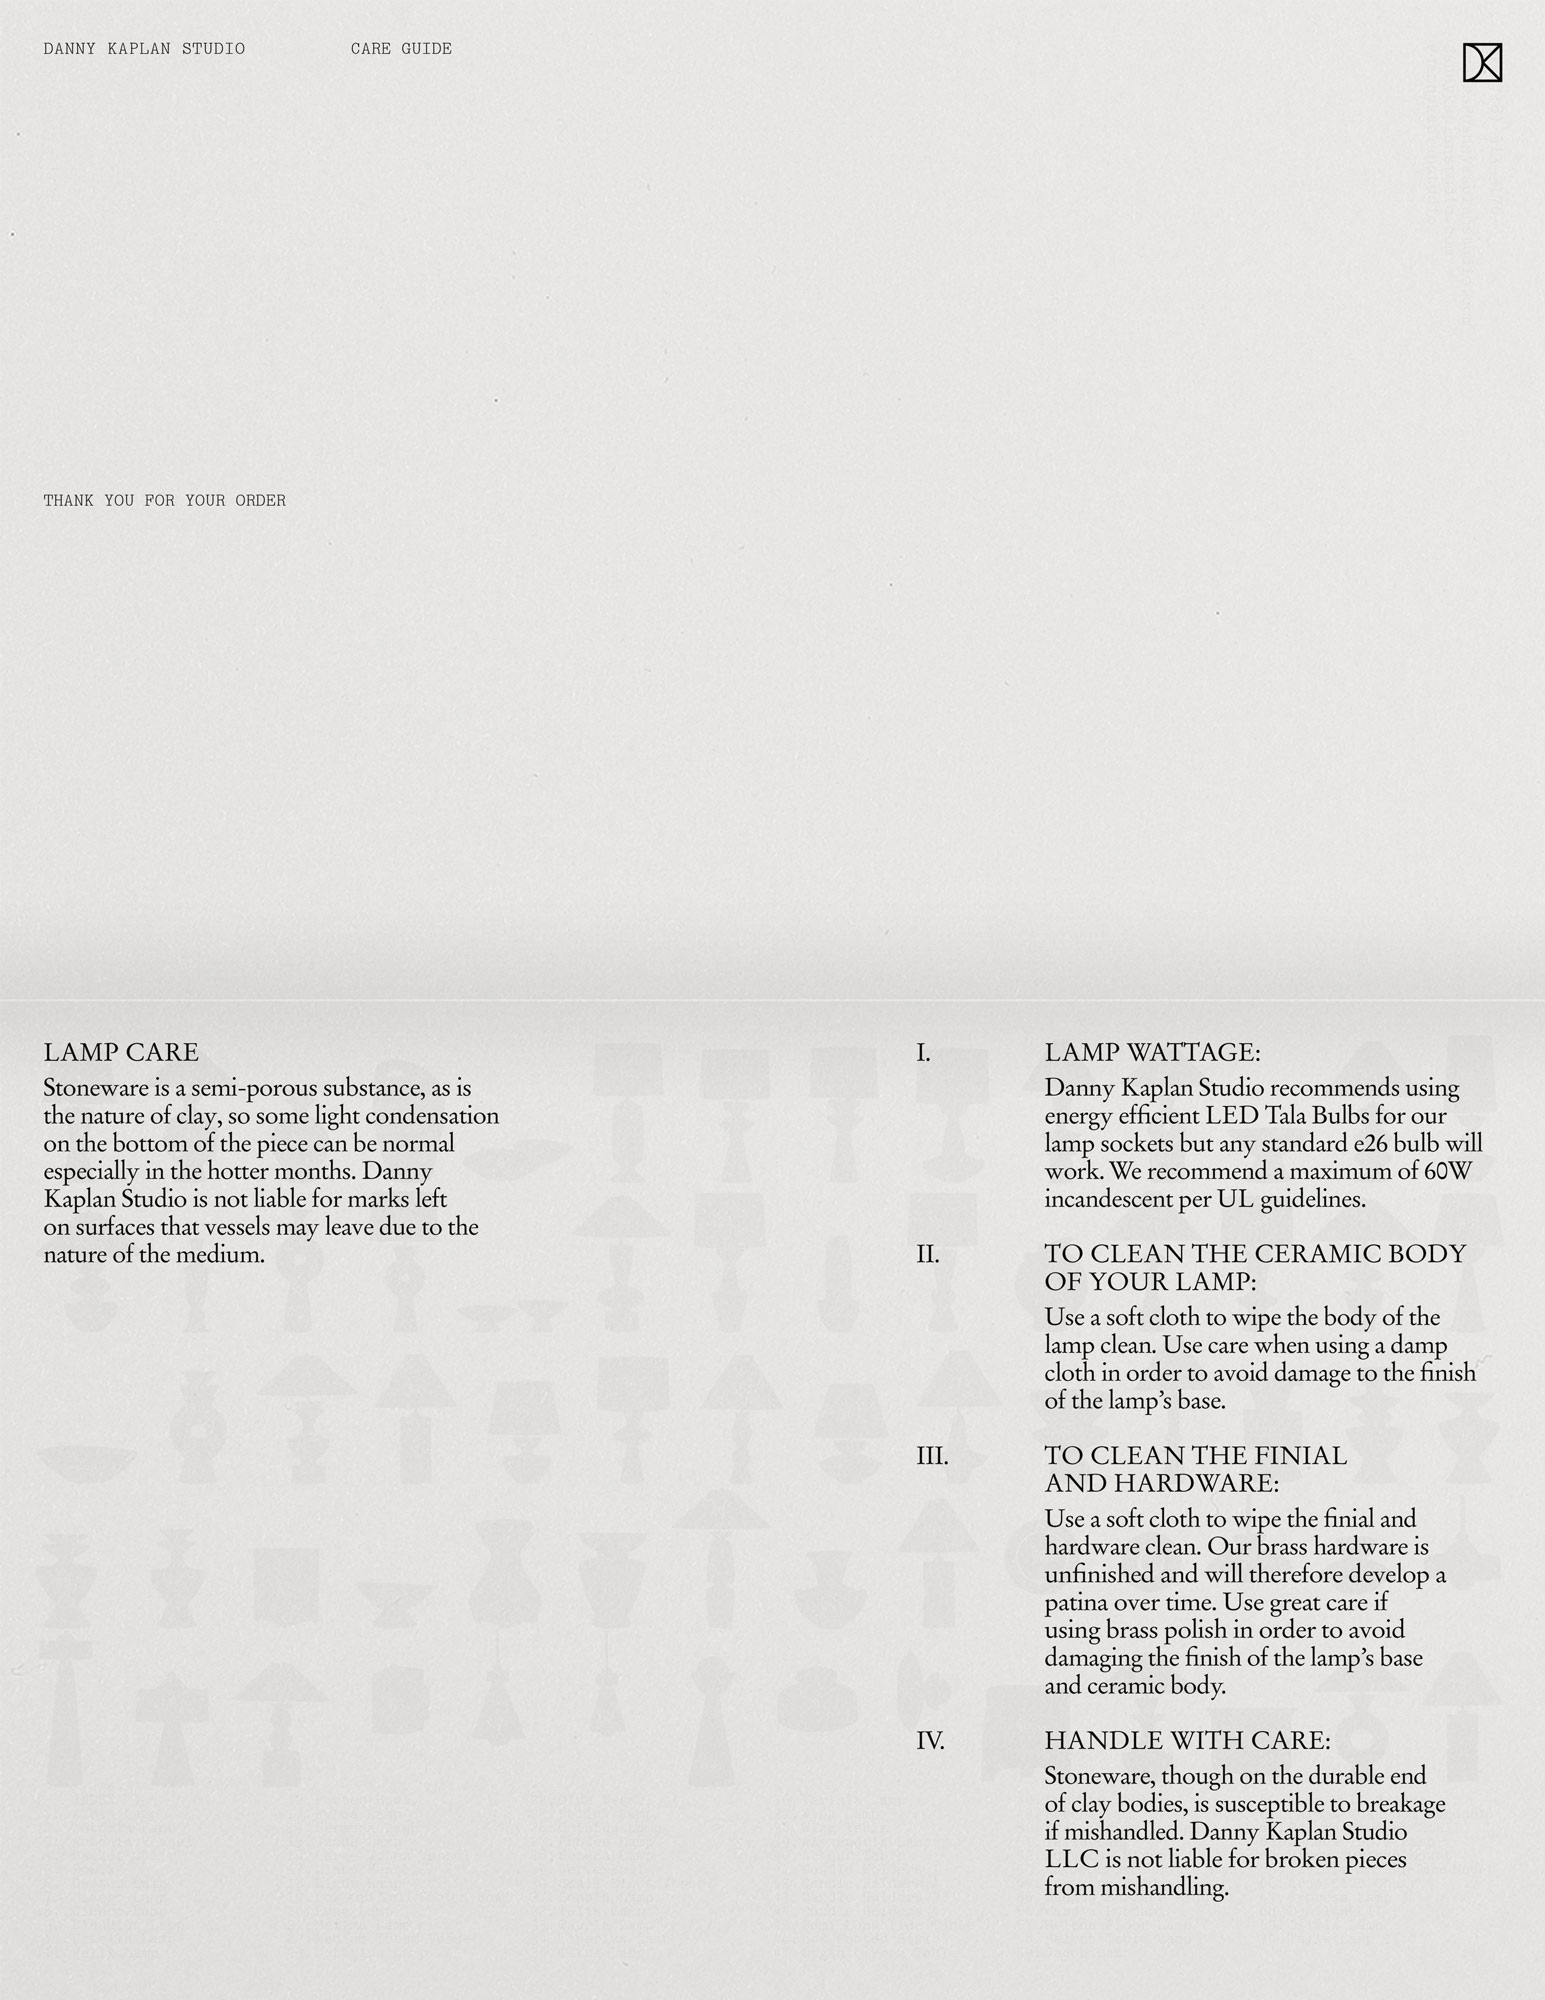 DANNY KAPLAN STUDIO
CARE GUIDE
THANK YOU FOR YOUR ORDER
LAMP CARE
Stoneware is a semi-porous substance, as is
the nature of clay, so some light condensation
on the bottom of the piece can be normal
especially in the hotter months. Danny
Kaplan Studio is not liable for marks left
on surfaces that vessels may leave due to the
nature of the medium.
I.
LAMP WATTAGE:
Danny Kaplan Studio recommends using
energy efficient LED Tala Bulbs for our
lamp sockets but any standard e26 bulb will
work. We recommend a maximum of 60W
incandescent per UL guidelines.
II.
TO CLEAN THE CERAMIC BODY
OF YOUR LAMP:
Use a soft cloth to wipe the body of the
lamp clean. Use care when using a damp
cloth in order to avoid damage to the finish
of the lamp’s base.
III.
TO CLEAN THE FINIAL
AND HARDWARE:
Use a soft cloth to wipe the finial and
hardware clean. Our brass hardware is
unfinished and will therefore develop a
patina over time. Use great care if
using brass polish in order to avoid
damaging the finish of the lamp’s base
and ceramic body.
IV.
HANDLE WITH CARE:
Stoneware, though on the durable end
of clay bodies, is susceptible to breakage
if mishandled. Danny Kaplan Studio
LLC is not liable for broken pieces
from mishandling.